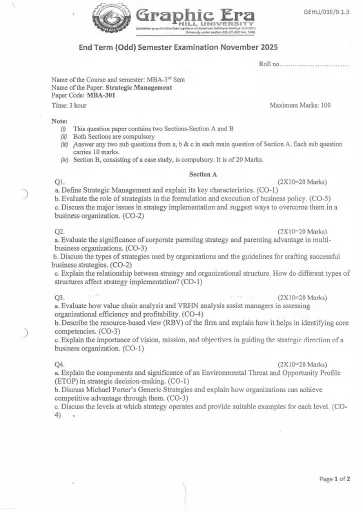 GEHU/03E/9.1.3
Graphic Era
HILL UNIVERSITY
End Term (Odd) Semester Examination November 2025
Roll no..............................
Name of the Course and semester: MBA-3rd Sem
Name of the Paper: Strategic Management
Paper Code: MBA-301
Time: 3 hour Maximum Marks: 100
Note:
(i) This question paper contains two Sections-Section A and B
(ii) Both Sections are compulsory
(iii) Answer any two sub questions from a, b & c in each main question of Section A. Each sub question
carries 10 marks.
(iv) Section B, consisting of a case study, is compulsory. It is of 20 Marks.
Section A
Q1. (2X10=20 Marks)
a. Define Strategic Management and explain its key characteristics. (CO-1)
b. Evaluate the role of strategists in the formulation and execution of business policy. (CO-5)
c. Discuss the major issues in strategy implementation and suggest ways to overcome them in a
business organization. (CO-2)
Q2. (2X10=20 Marks)
a. Evaluate the significance of corporate parenting strategy and parenting advantage in multi-
business organizations. (CO-3)
b. Discuss the types of strategies used by organizations and the guidelines for crafting successful
business strategies. (CO-2)
c. Explain the relationship between strategy and organizational structure. How do different types of
structures affect strategy implementation? (CO-1)
Q3. (2X10=20 Marks)
a. Evaluate how value chain analysis and VRHN analysis assist managers in assessing
organizational efficiency and profitability. (CO-4)
b. Describe the resource-based view (RBV) of the firm and explain how it helps in identifying core
competencies. (CO-3)
c. Explain the importance of vision, mission, and objectives in guiding the strategic direction of a
business organization. (CO-1)
Q4. (2X10=20 Marks)
a. Explain the components and significance of an Environmental Threat and Opportunity Profile
(ETOP) in strategic decision-making. (CO-1)
b. Discuss Michael Porter's Generic Strategies and explain how organizations can achieve
competitive advantage through them. (CO-3)
c. Discuss the levels at which strategy operates and provide suitable examples for each level. (CO-
4)
Page 1 of 2